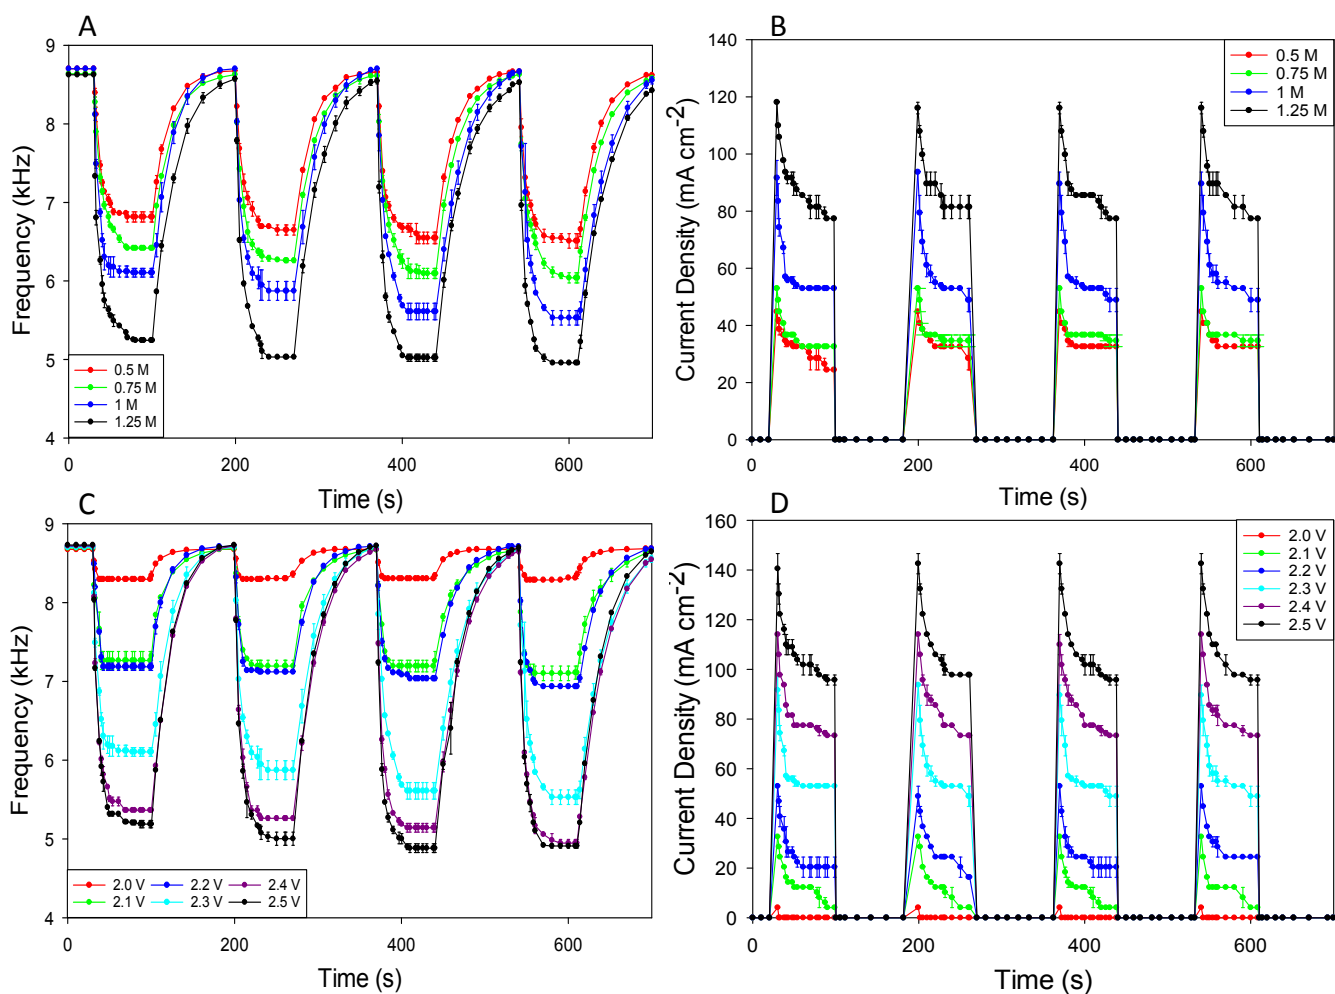 A
9
8
7
6
5
4
Frequency (kHz)
0.5 M
0.75 M
1 M
1.25 M
0 200 400 600
Time (s)
B
140
120
100
80
60
40
20
0
Current Density (mA cm-2)
0.5 M
0.75 M
1 M
1.25 M
0 200 400 600
Time (s)
C
9
8
7
6
5
4
Frequency (kHz)
2.0 V 2.2 V 2.4 V
2.1 V 2.3 V 2.5 V
0 200 400 600
Time (s)
D
160
140
120
100
80
60
40
20
0
Current Density (mA cm-2)
2.0 V
2.1 V
2.2 V
2.3 V
2.4 V
2.5 V
0 200 400 600
Time (s)